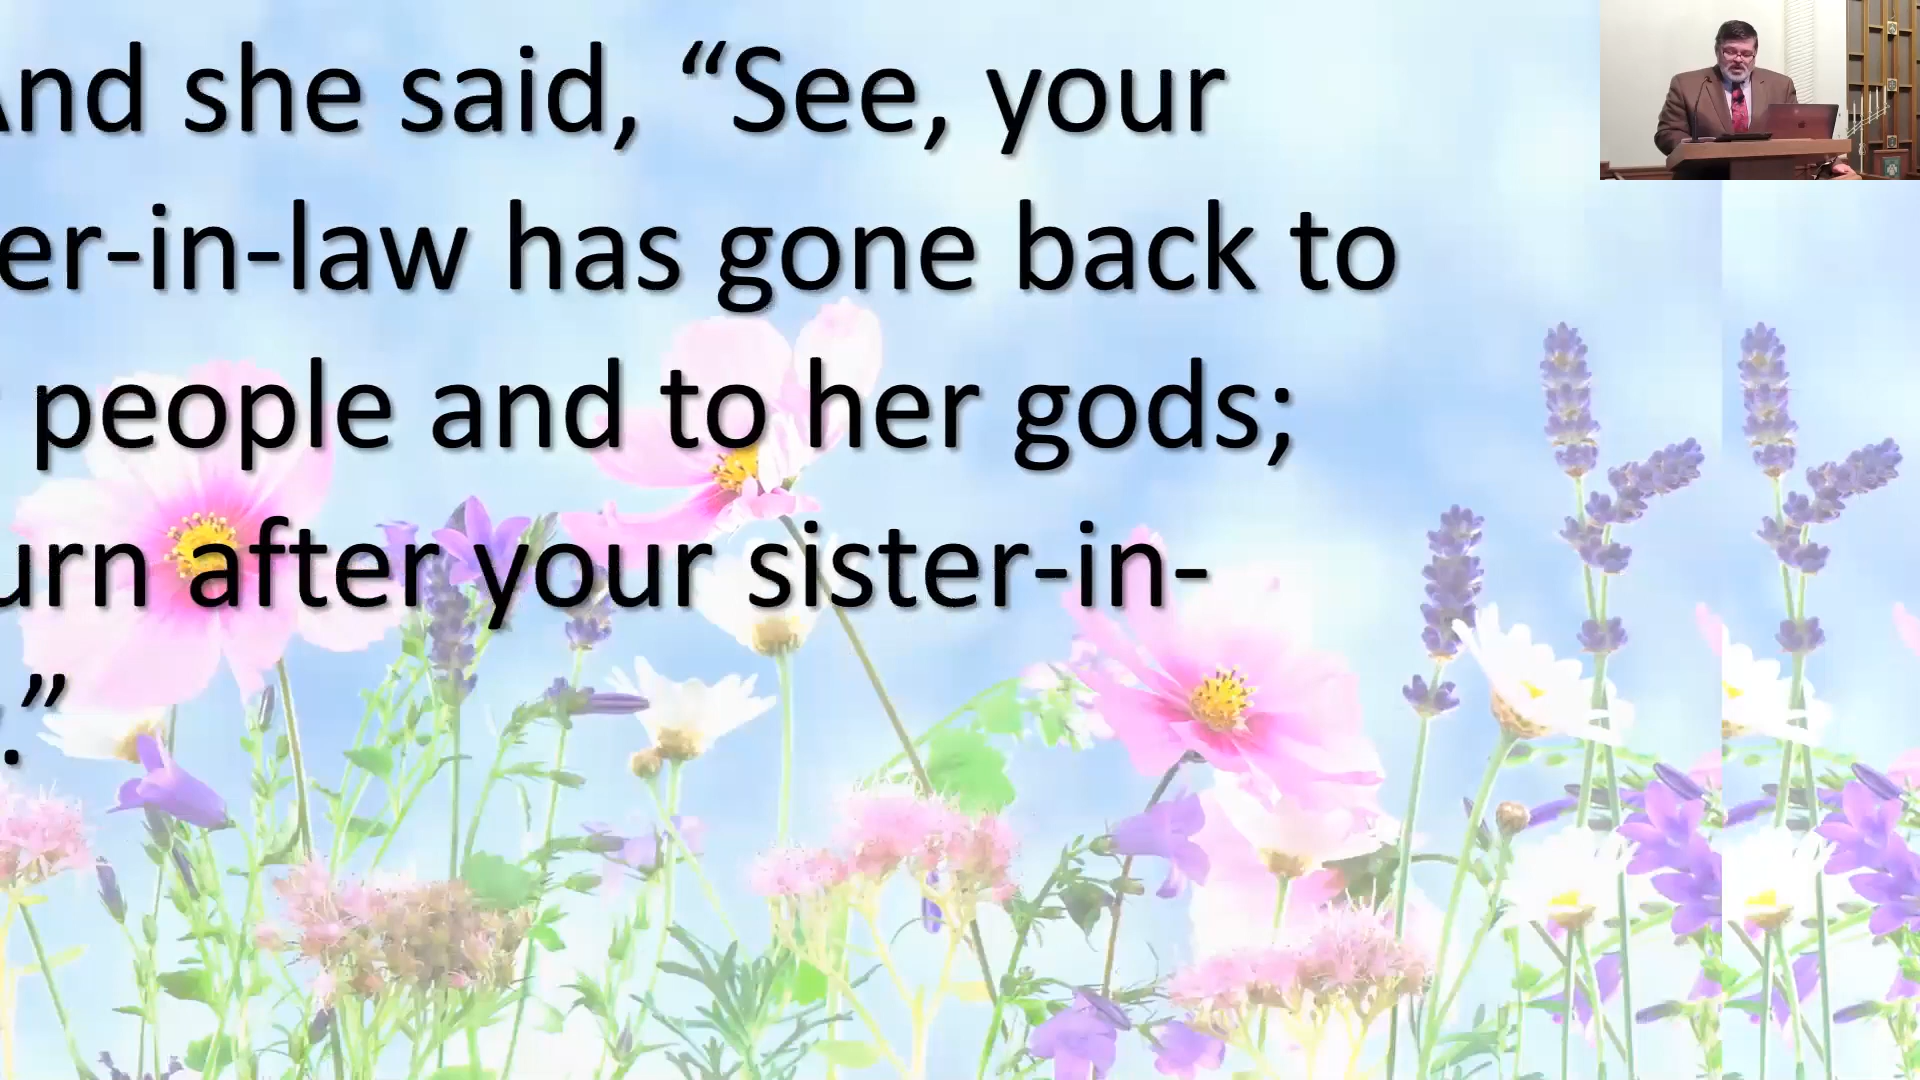 And she said, “See, your
er-in-law has gone back to
people and to her gods;
urn after your sister-in-
.”